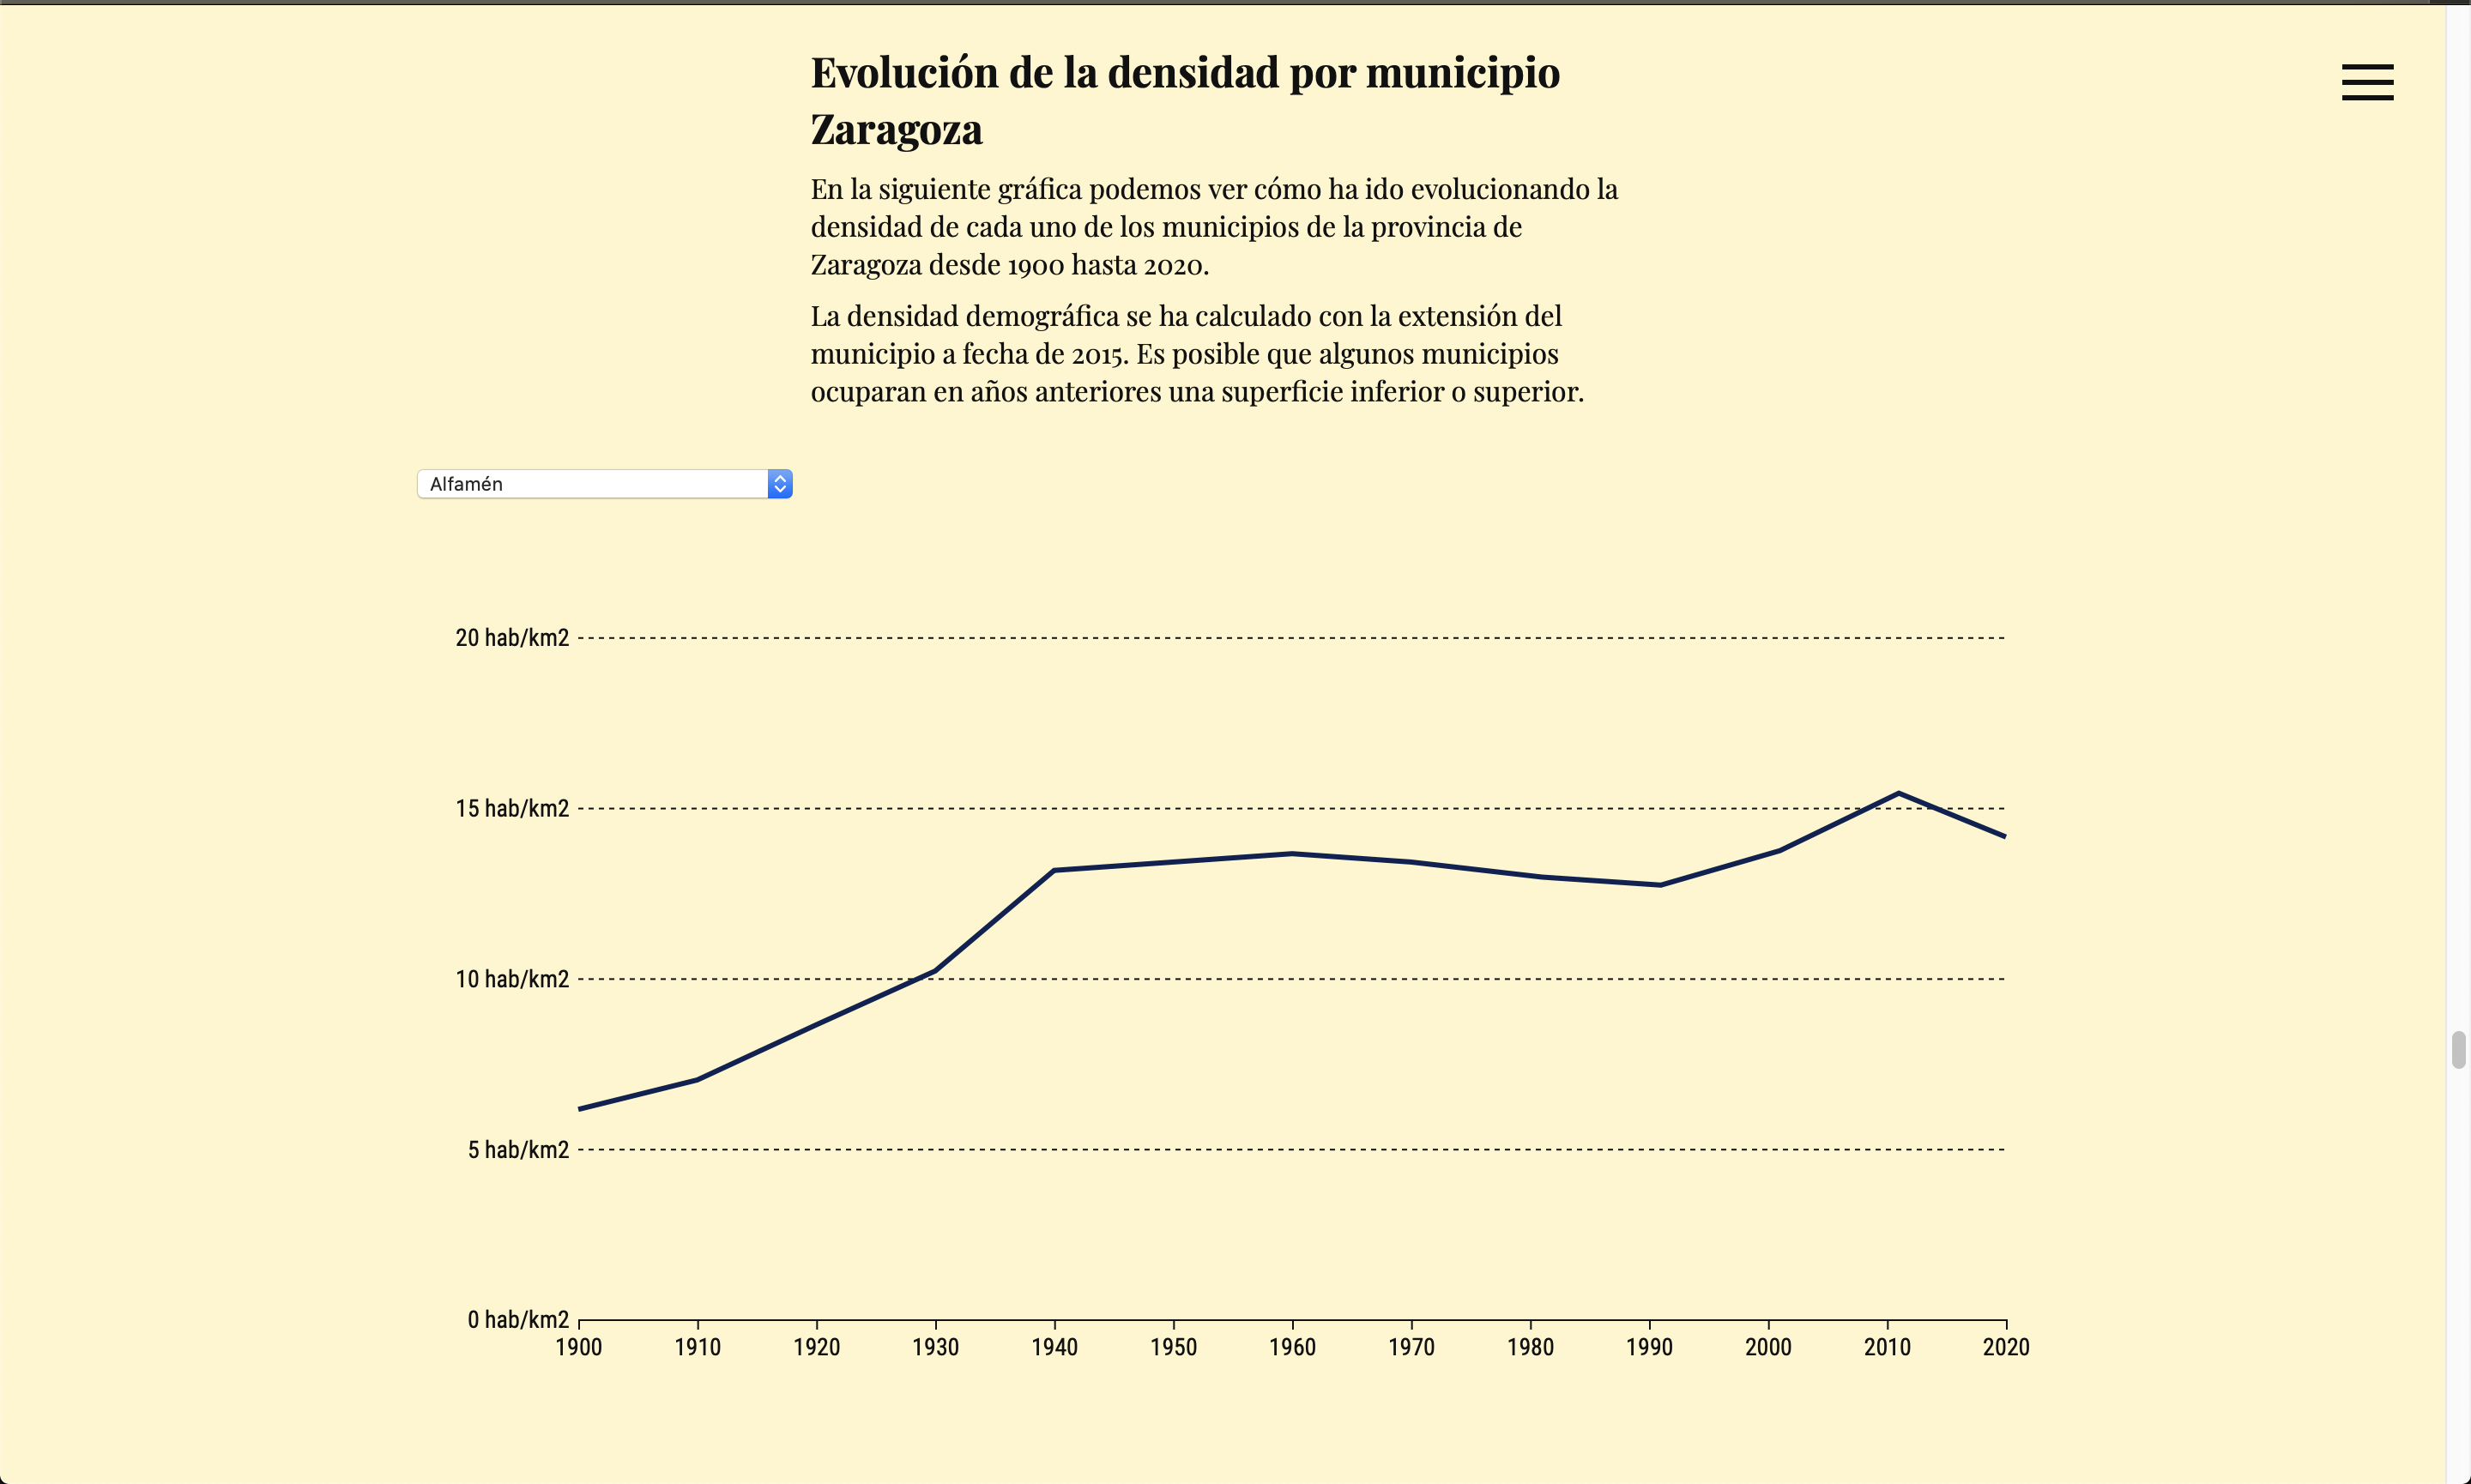 Evolución de la densidad por municipio
Zaragoza
En la siguiente gráfica podemos ver cómo ha ido evolucionando la
densidad de cada uno de los municipios de la provincia de
Zaragoza desde 1900 hasta 2020.
La densidad demográfica se ha calculado con la extensión del
municipio a fecha de 2015. Es posible que algunos municipios
ocuparan en años anteriores una superficie inferior o superior.
Alfamén
20 hab/km2
15 hab/km2
10 hab/km2
5 hab/km2
0 hab/km2
1900 1910 1920 1930 1940 1950 1960 1970 1980 1990 2000 2010 2020